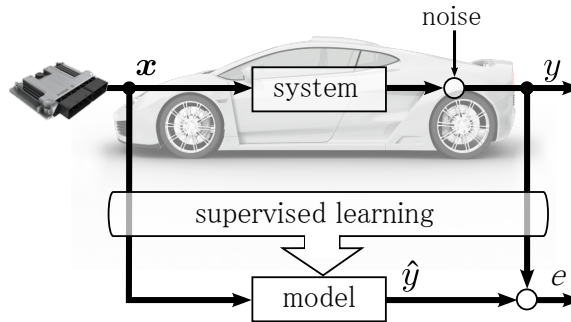 noise
x
system
y
supervised learning
ŷ
e
model